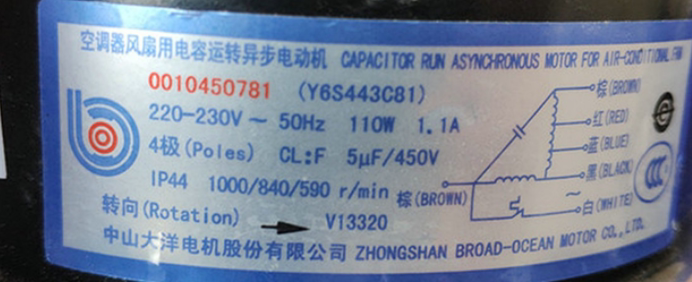 空调器风扇用电容运转异步电动机 CAPACITOR RUN ASYNCHRONOUS MOTOR FOR AIR-CONDITIONAL FAN
0010450781 (Y6S443C81)
220-230V ~ 50Hz 110W 1.1A
4极(Poles) CL:F 5μF/450V
IP44 1000/840/590 r/min
转向(Rotation) V13320
棕(BROWN)
红(RED)
蓝(BLUE)
黑(BLACK)
棕(BROWN)
~
白(WHITE)
中山大洋电机股份有限公司 ZHONGSHAN BROAD-OCEAN MOTOR CO.,LTD.